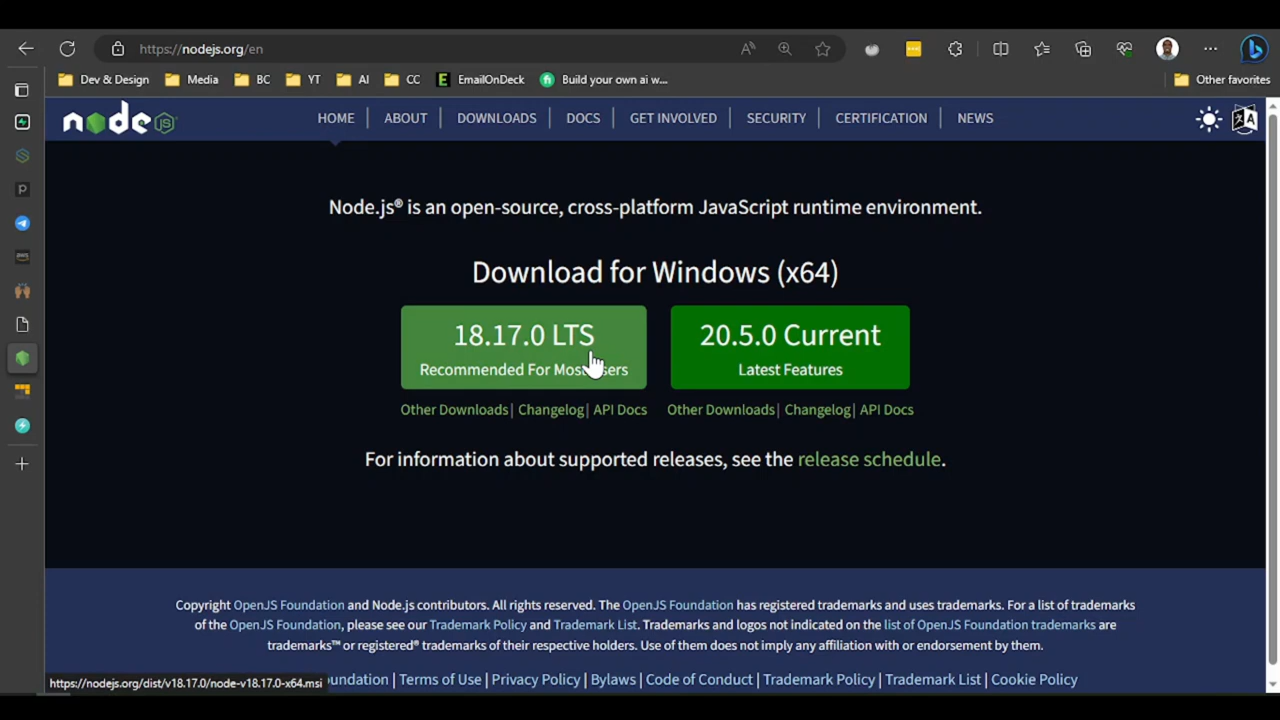 https://nodejs.org/en
Dev & Design Media BC YT AI CC E EmailOnDeck Build your own ai w... Other favorites
node JS HOME ABOUT DOWNLOADS DOCS GET INVOLVED SECURITY CERTIFICATION NEWS
Node.js® is an open-source, cross-platform JavaScript runtime environment.
Download for Windows (x64)
18.17.0 LTS 20.5.0 Current
Recommended For Most Users Latest Features
Other Downloads | Changelog | API Docs Other Downloads | Changelog | API Docs
For information about supported releases, see the release schedule.
Copyright OpenJS Foundation and Node.js contributors. All rights reserved. The OpenJS Foundation has registered trademarks and uses trademarks. For a list of trademarks
of the OpenJS Foundation, please see our Trademark Policy and Trademark List. Trademarks and logos not indicated on the list of OpenJS Foundation trademarks are
trademarks™ or registered® trademarks of their respective holders. Use of them does not imply any affiliation with or endorsement by them.
https://nodejs.org/dist/v18.17.0/node-v18.17.0-x64.msi undation | Terms of Use | Privacy Policy | Bylaws | Code of Conduct | Trademark Policy | Trademark List | Cookie Policy